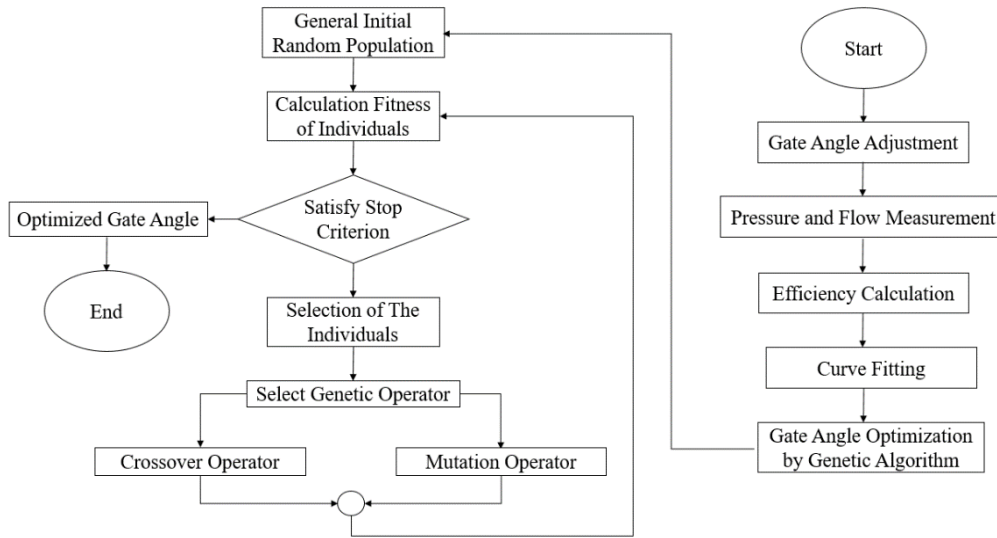 General Initial
Random Population
Calculation Fitness
of Individuals
Satisfy Stop
Criterion
Optimized Gate Angle
End
Selection of The
Individuals
Select Genetic Operator
Crossover Operator
Mutation Operator
Start
Gate Angle Adjustment
Pressure and Flow Measurement
Efficiency Calculation
Curve Fitting
Gate Angle Optimization
by Genetic Algorithm